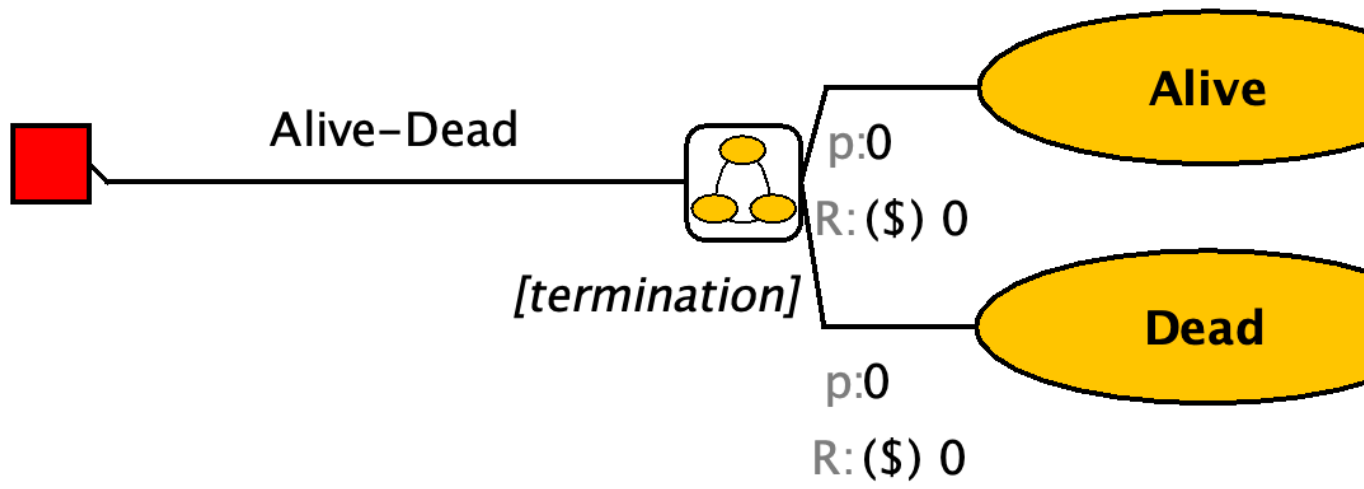 Alive-Dead
Alive
p:0
R: ($) 0
[termination]
Dead
p:0
R: ($) 0